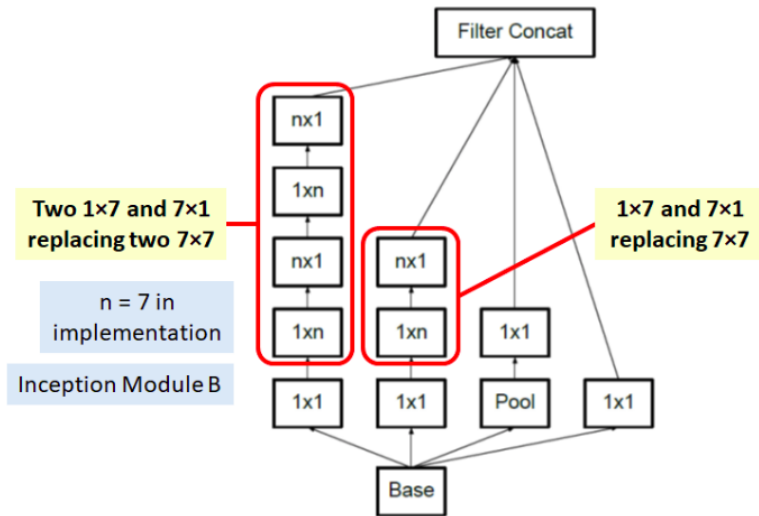 Filter Concat
nx1
1xn
Two 1×7 and 7×1
replacing two 7×7
1×7 and 7×1
replacing 7×7
nx1
nx1
n = 7 in
implementation
1xn
1xn
1x1
Inception Module B
1x1
1x1
Pool
1x1
Base